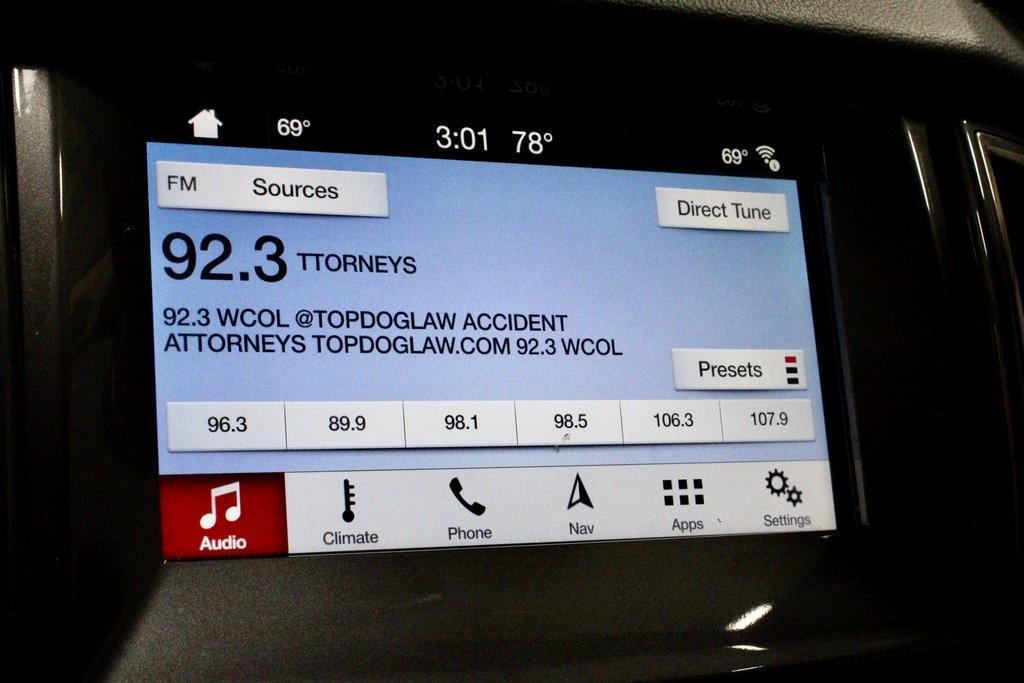 69° 3:01 78° 69°
FM Sources
Direct Tune
92.3 TTORNEYS
92.3 WCOL @TOPDOGLAW ACCIDENT
ATTORNEYS TOPDOGLAW.COM 92.3 WCOL
Presets
96.3 89.9 98.1 98.5 106.3 107.9
Audio Climate Phone Nav Apps Settings